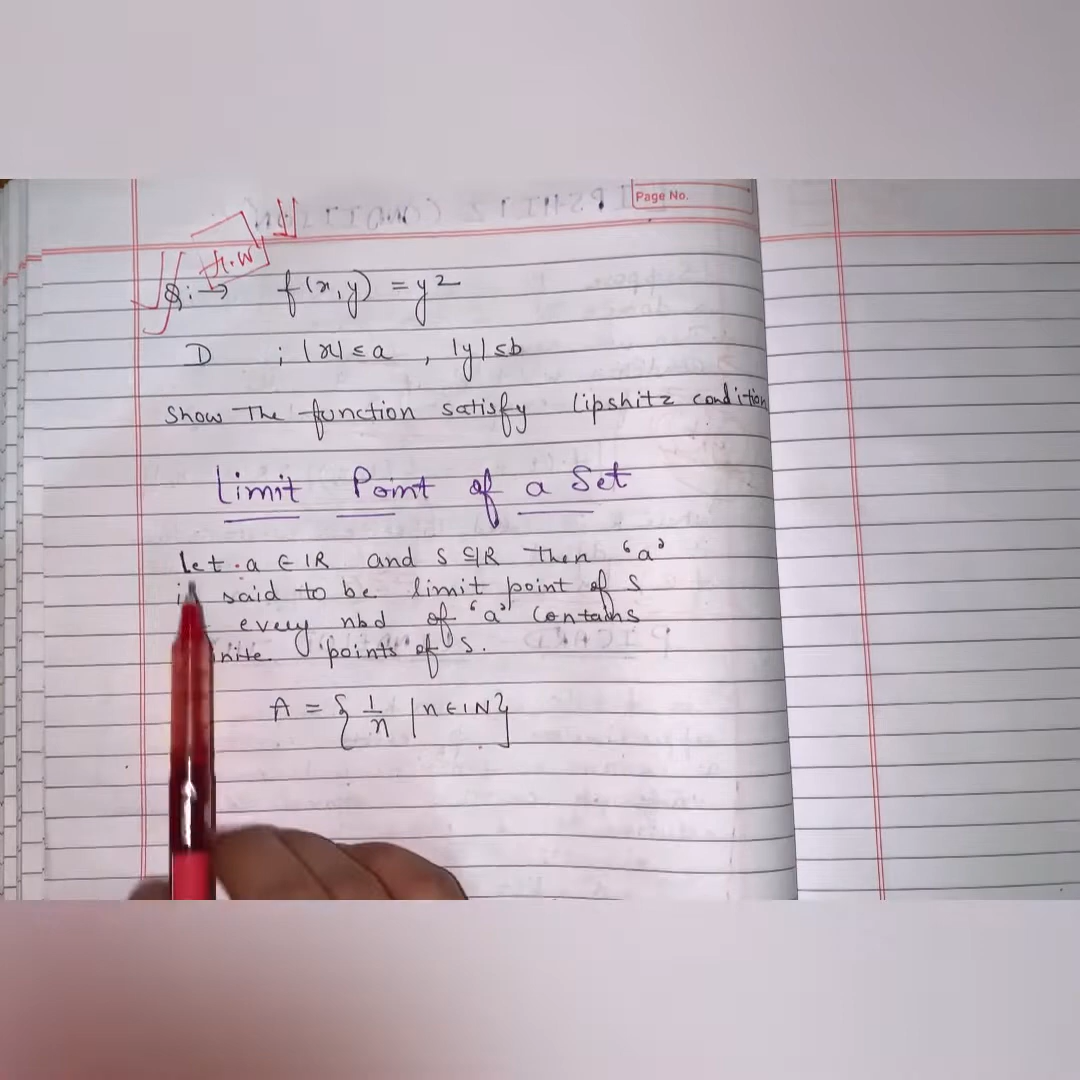 Page No.
H.W
Q:→ f(x,y) = y2
D ; |x| ≤ a , |y| ≤ b
Show The function satisfy lipshitz condition
Limit Point of a Set
Let a ∈ IR and S ⊆ IR then 'a'
said to be limit point of S
every nbd of 'a' contains
points of S.
A = { 1/n | n ∈ IN }